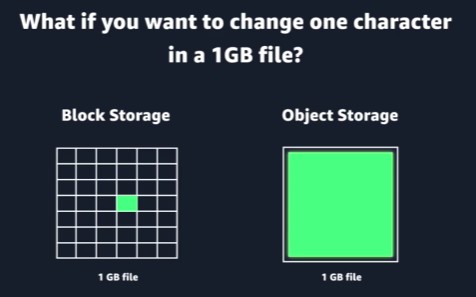 What if you want to change one character
in a 1GB file?
Block Storage
Object Storage
1 GB file
1 GB file